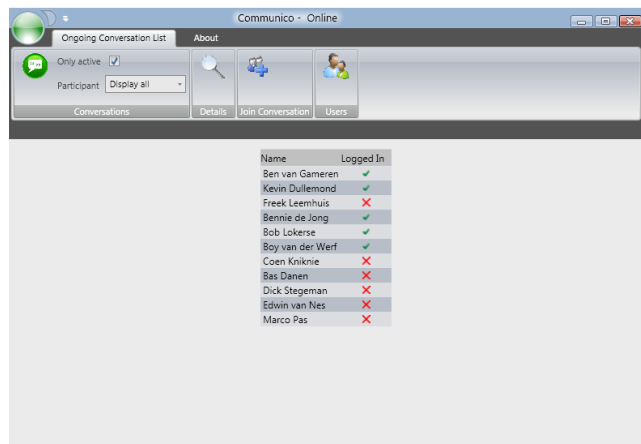 Communico - Online
Ongoing Conversation List About
Only active
Participant Display all
Conversations Details Join Conversation Users
Name Logged In
Ben van Gameren
Kevin Dullemond
Freek Leemhuis
Bennie de Jong
Bob Lokerse
Boy van der Werf
Coen Kniknie
Bas Danen
Dick Stegeman
Edwin van Nes
Marco Pas